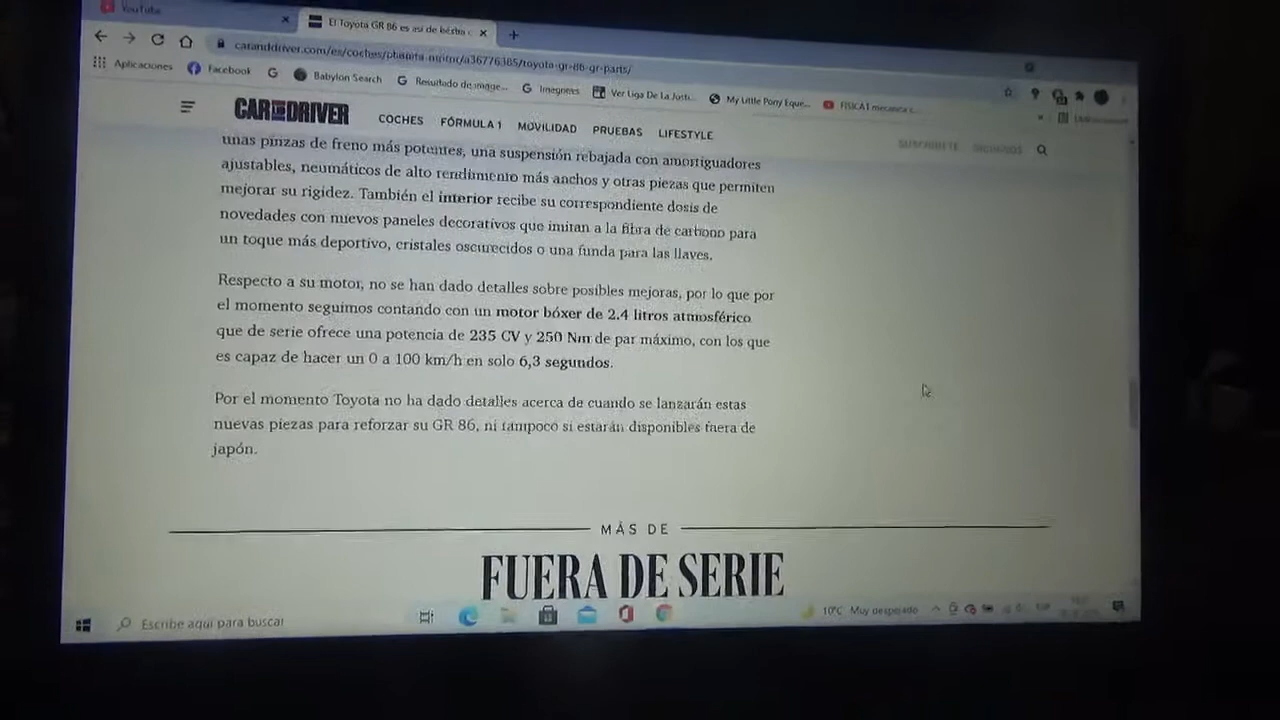 YouTube
El Toyota GR 86 es así de bestia c
caranddriver.com/es/coches/planeta-motor/a36776385/toyota-gr-86-gr-parts/
Aplicaciones Facebook Babylon Search Resultado de image... Imagenes Ver Liga De La Justi... My Little Pony Eque... FISICA I mecanica c...
CAR AND DRIVER COCHES FÓRMULA 1 MOVILIDAD PRUEBAS LIFESTYLE SUSCRÍBETE SÍGUENOS
unas pinzas de freno más potentes, una suspensión rebajada con amortiguadores
ajustables, neumáticos de alto rendimiento más anchos y otras piezas que permiten
mejorar su rigidez. También el interior recibe su correspondiente dosis de
novedades con nuevos paneles decorativos que imitan a la fibra de carbono para
un toque más deportivo, cristales oscurecidos o una funda para las llaves.
Respecto a su motor, no se han dado detalles sobre posibles mejoras, por lo que por
el momento seguimos contando con un motor bóxer de 2.4 litros atmosférico
que de serie ofrece una potencia de 235 CV y 250 Nm de par máximo, con los que
es capaz de hacer un 0 a 100 km/h en solo 6,3 segundos.
Por el momento Toyota no ha dado detalles acerca de cuando se lanzarán estas
nuevas piezas para reforzar su GR 86, ni tampoco si estarán disponibles fuera de
japón.
MÁS DE
FUERA DE SERIE
Escribe aquí para buscar
10°C Muy despejado ESP